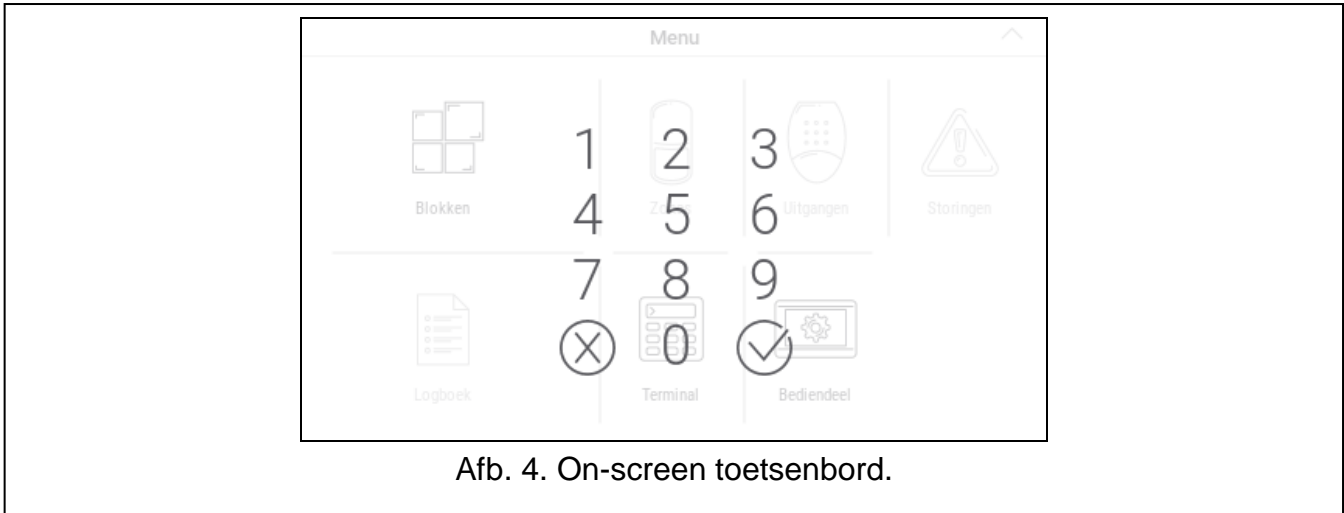 Menu
1 2 3
Blokken Zones Uitgangen Storingen
4 5 6
7 8 9
0
Logboek Terminal Bediendeel
Afb. 4. On-screen toetsenbord.